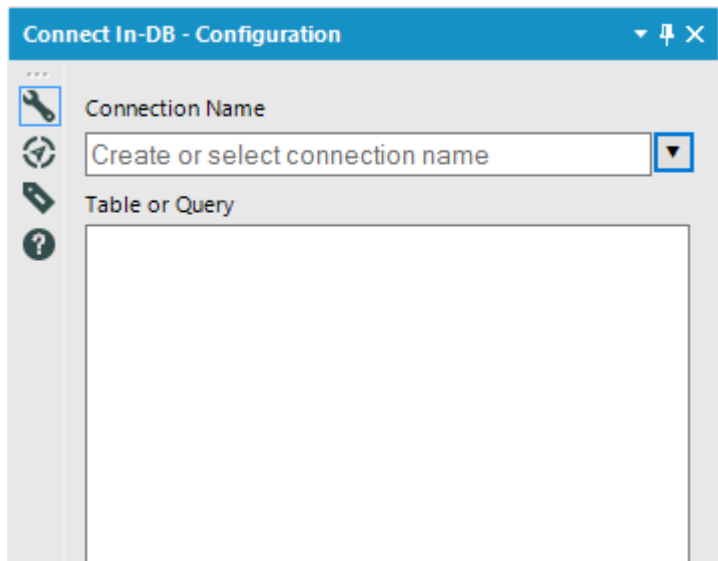 Connect In-DB - Configuration
Connection Name
Create or select connection name
Table or Query